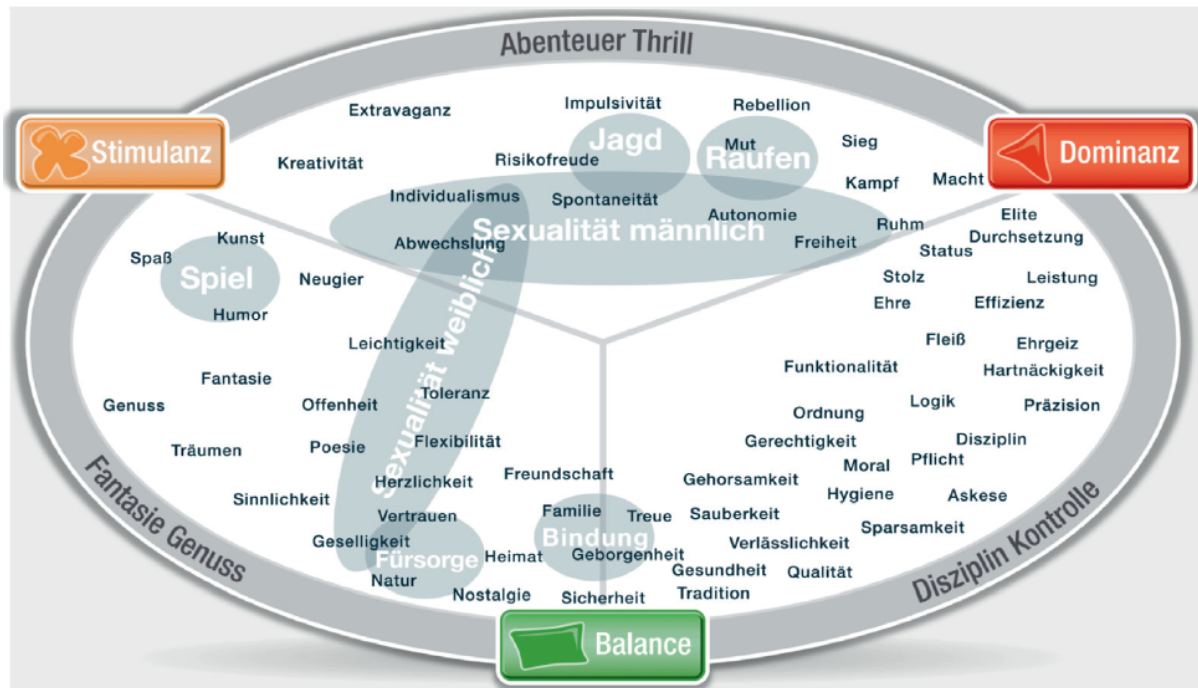 Abenteuer Thrill
Extravaganz
Impulsivität
Rebellion
Stimulanz
Jagd
Mut
Raufen
Sieg
Dominanz
Kreativität
Risikofreude
Kampf
Macht
Individualismus
Spontaneität
Autonomie
Sexualität männlich
Ruhm
Elite
Abwechslung
Freiheit
Durchsetzung
Status
Kunst
Spaß
Spiel
Neugier
Humor
Stolz
Leistung
Ehre
Effizienz
Sexualität weiblich
Leichtigkeit
Fleiß
Ehrgeiz
Funktionalität
Hartnäckigkeit
Fantasie
Toleranz
Genuss
Offenheit
Ordnung
Logik
Präzision
Träumen
Poesie
Flexibilität
Gerechtigkeit
Disziplin
Moral
Pflicht
Freundschaft
Herzlichkeit
Gehorsamkeit
Hygiene
Askese
Sinnlichkeit
Vertrauen
Familie
Treue
Sauberkeit
Sparsamkeit
Geselligkeit
Bindung
Verlässlichkeit
Fürsorge
Heimat
Geborgenheit
Gesundheit
Qualität
Natur
Nostalgie
Sicherheit
Tradition
Fantasie Genuss
Disziplin Kontrolle
Balance